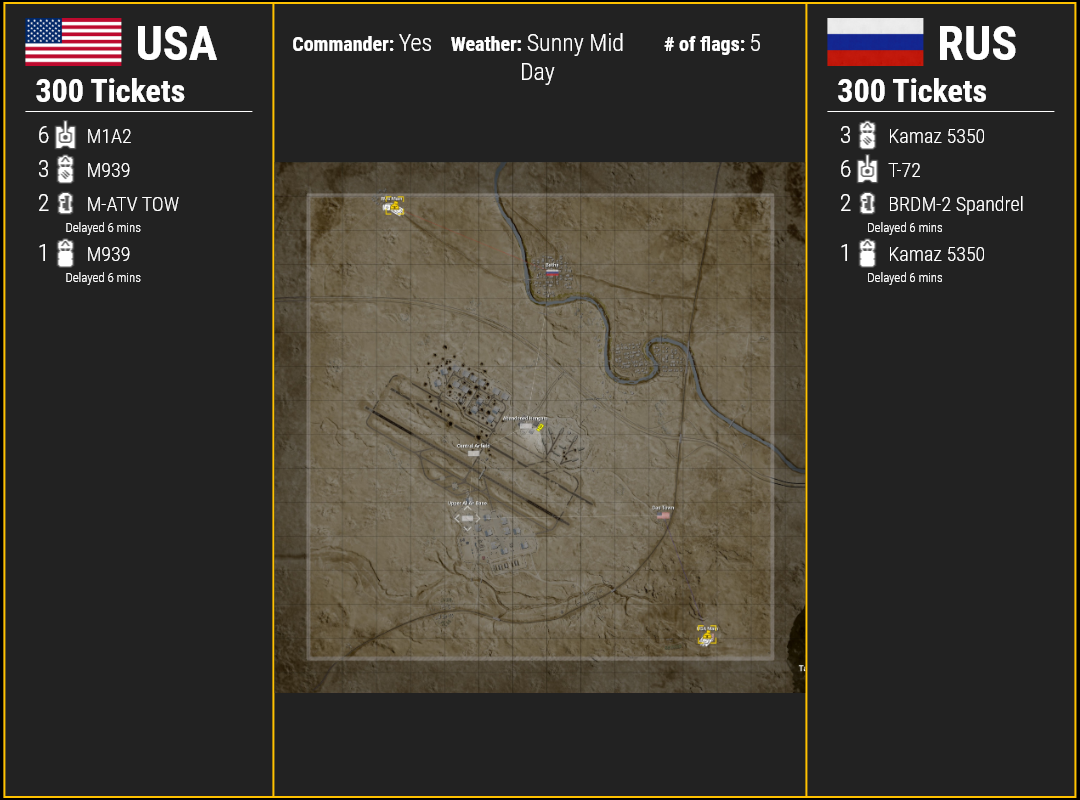 USA
300 Tickets
6 M1A2
3 M939
2 M-ATV TOW
Delayed 6 mins
1 M939
Delayed 6 mins
Commander: Yes Weather: Sunny Mid # of flags: 5
Day
Central Airfield
RUS
300 Tickets
3 Kamaz 5350
6 T-72
2 BRDM-2 Spandrel
Delayed 6 mins
1 Kamaz 5350
Delayed 6 mins